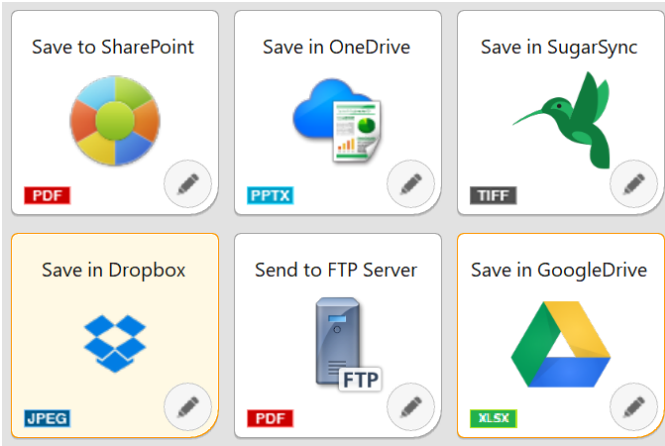 Save to SharePoint
PDF
Save in OneDrive
PPTX
Save in SugarSync
TIFF
Save in Dropbox
JPEG
Send to FTP Server
FTP
PDF
Save in GoogleDrive
XLSX